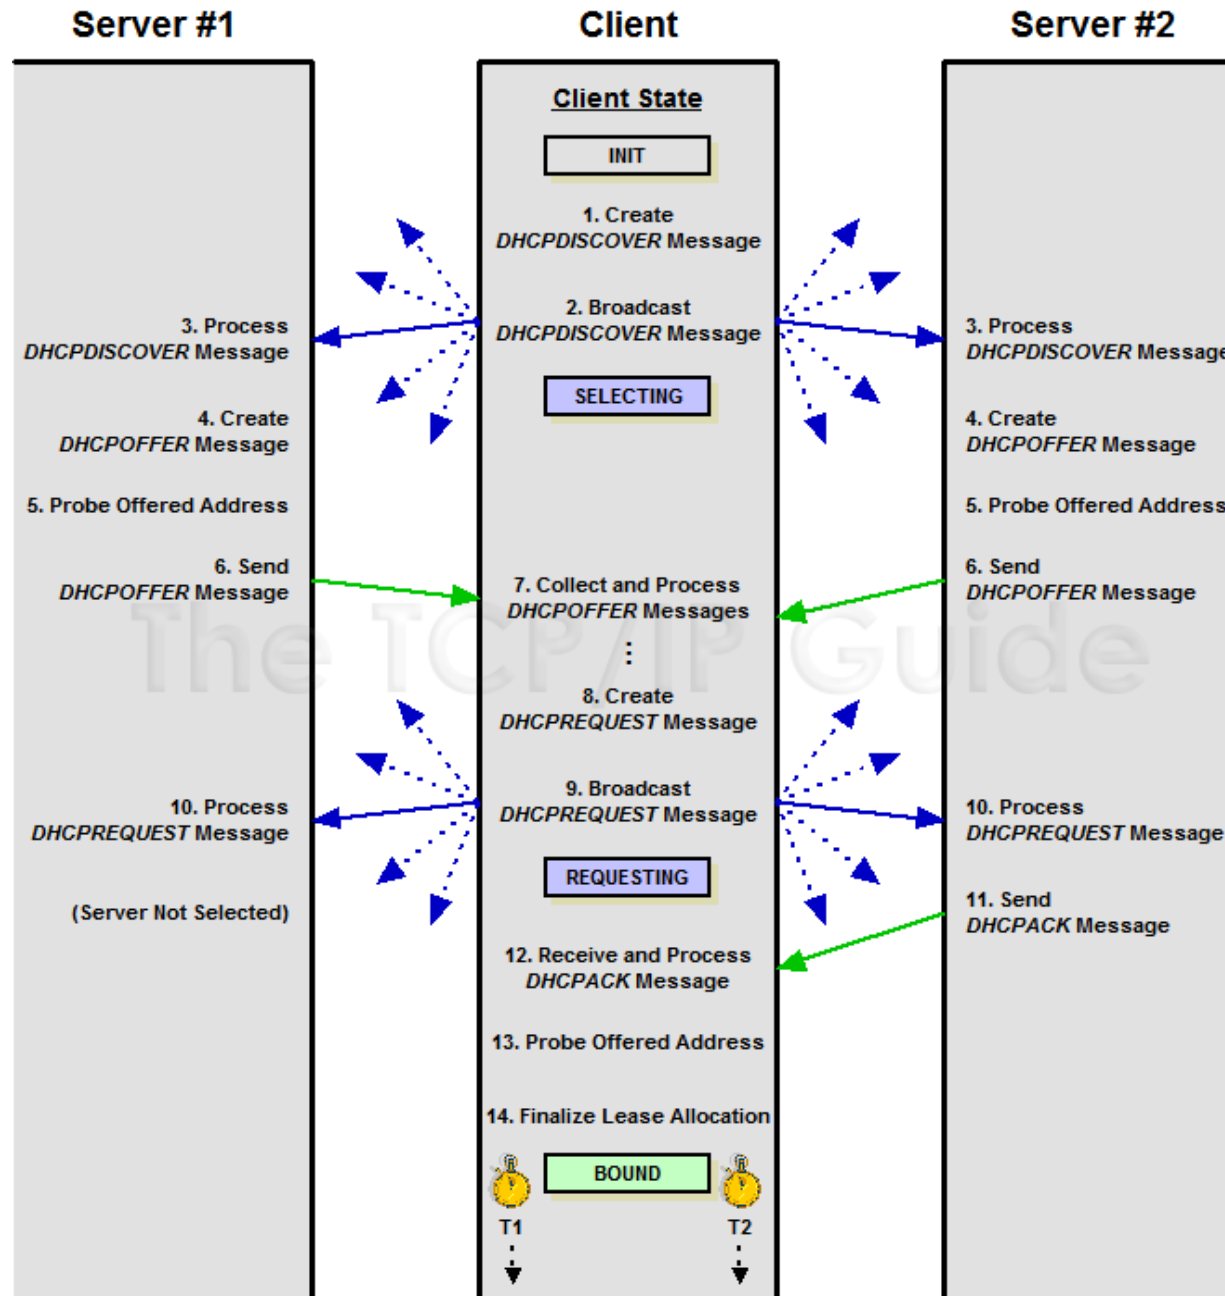 Server #1
Client
Server #2
Client State
INIT
1. Create
DHCPDISCOVER Message
2. Broadcast
DHCPDISCOVER Message
3. Process
DHCPDISCOVER Message
3. Process
DHCPDISCOVER Message
SELECTING
4. Create
DHCPOFFER Message
4. Create
DHCPOFFER Message
5. Probe Offered Address
5. Probe Offered Address
6. Send
DHCPOFFER Message
7. Collect and Process
DHCPOFFER Messages
6. Send
DHCPOFFER Message
The TCP/IP Guide
⋮
8. Create
DHCPREQUEST Message
9. Broadcast
DHCPREQUEST Message
10. Process
DHCPREQUEST Message
10. Process
DHCPREQUEST Message
REQUESTING
(Server Not Selected)
11. Send
DHCPACK Message
12. Receive and Process
DHCPACK Message
13. Probe Offered Address
14. Finalize Lease Allocation
BOUND
T1
T2